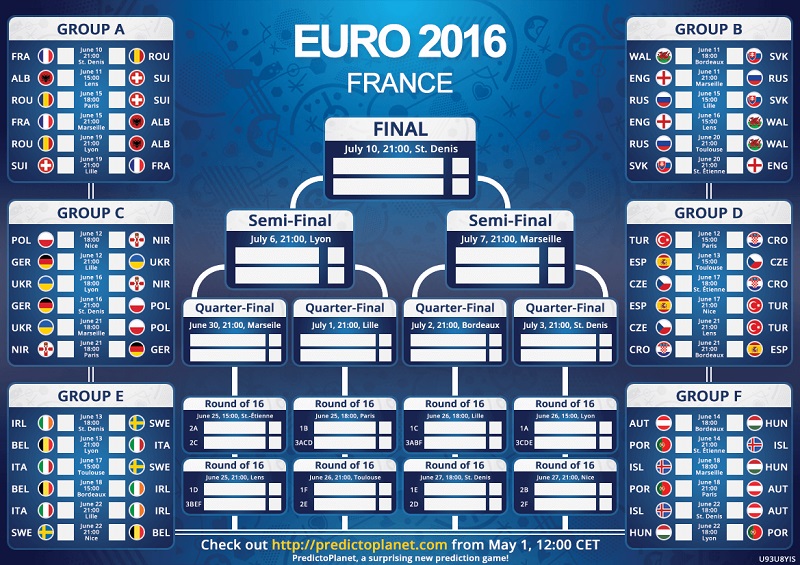 EURO 2016
FRANCE
GROUP A
FRA June 10 21:00 St. Denis ROU
ALB June 11 15:00 Lens SUI
ROU June 15 18:00 Paris SUI
FRA June 15 21:00 Marseille ALB
ROU June 19 21:00 Lyon ALB
SUI June 19 21:00 Lille FRA
GROUP B
WAL June 11 18:00 Bordeaux SVK
ENG June 11 21:00 Marseille RUS
RUS June 15 15:00 Lille SVK
ENG June 16 15:00 Lens WAL
RUS June 20 21:00 Toulouse WAL
SVK June 20 21:00 St. Étienne ENG
GROUP C
POL June 12 18:00 Nice NIR
GER June 12 21:00 Lille UKR
UKR June 16 18:00 Lyon NIR
GER June 16 21:00 St. Denis POL
UKR June 21 18:00 Marseille POL
NIR June 21 18:00 Paris GER
GROUP D
TUR June 12 15:00 Paris CRO
ESP June 13 15:00 Toulouse CZE
CZE June 17 18:00 St. Étienne CRO
ESP June 17 21:00 Nice TUR
CZE June 21 21:00 Lens TUR
CRO June 21 21:00 Bordeaux ESP
GROUP E
IRL June 13 18:00 St. Denis SWE
BEL June 13 21:00 Lyon ITA
ITA June 17 15:00 Toulouse SWE
BEL June 18 15:00 Bordeaux IRL
ITA June 22 21:00 Lille IRL
SWE June 22 21:00 Nice BEL
GROUP F
AUT June 14 18:00 Bordeaux HUN
POR June 14 21:00 St. Étienne ISL
ISL June 18 18:00 Marseille HUN
POR June 18 21:00 Paris AUT
ISL June 22 18:00 St. Denis AUT
HUN June 22 18:00 Lyon POR
FINAL
July 10, 21:00, St. Denis
Semi-Final
July 6, 21:00, Lyon
Semi-Final
July 7, 21:00, Marseille
Quarter-Final
June 30, 21:00, Marseile
Quarter-Final
July 1, 21:00, Lille
Quarter-Final
July 2, 21:00, Bordeaux
Quarter-Final
July 3, 21:00, St. Denis
Round of 16
June 25, 15:00, St.-Étienne
2A
2C
Round of 16
June 25, 18:00, Paris
1B
3ACD
Round of 16
June 26, 18:00, Lille
1C
3ABF
Round of 16
June 26, 15:00, Lyon
1A
3CDE
Round of 16
June 25, 21:00, Lens
1D
3BEF
Round of 16
June 26, 21:00, Toulouse
1F
2E
Round of 16
June 27, 18:00, St. Denis
1E
2D
Round of 16
June 27, 21:00, Nice
2B
2F
Check out http://predictoplanet.com from May 1, 12:00 CET
PredictoPlanet, a surprising new prediction game!
U93U8YIS